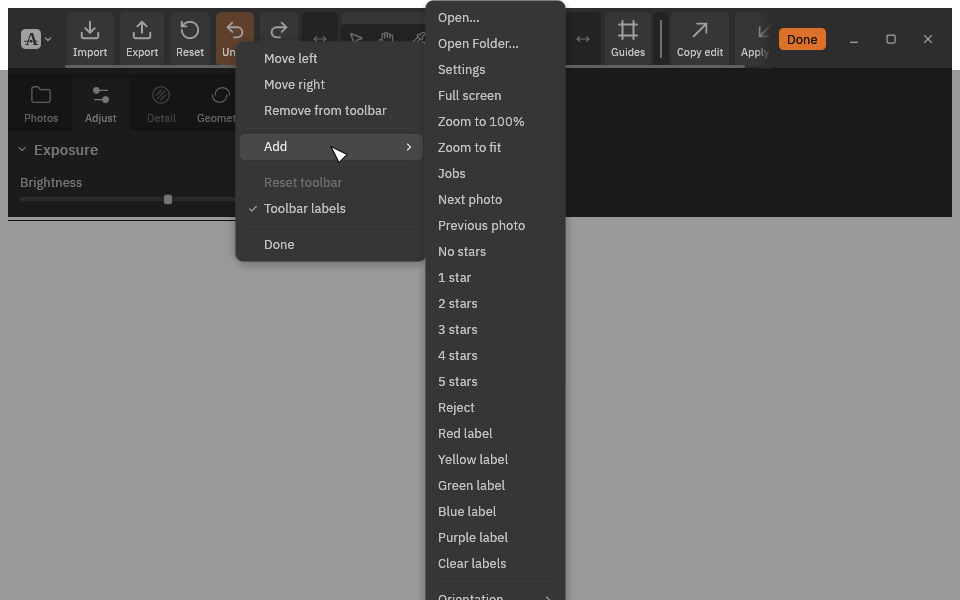 Import
Export
Reset
Guides
Copy edit
Apply
Done
Photos
Adjust
Detail
Exposure
Brightness
Move left
Move right
Remove from toolbar
Add
Reset toolbar
Toolbar labels
Done
Open...
Open Folder...
Settings
Full screen
Zoom to 100%
Zoom to fit
Jobs
Next photo
Previous photo
No stars
1 star
2 stars
3 stars
4 stars
5 stars
Reject
Red label
Yellow label
Green label
Blue label
Purple label
Clear labels
Orientation